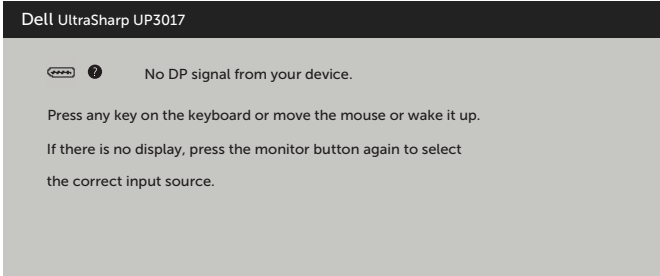 Dell UltraSharp UP3017
? No DP signal from your device.
Press any key on the keyboard or move the mouse or wake it up.
If there is no display, press the monitor button again to select
the correct input source.